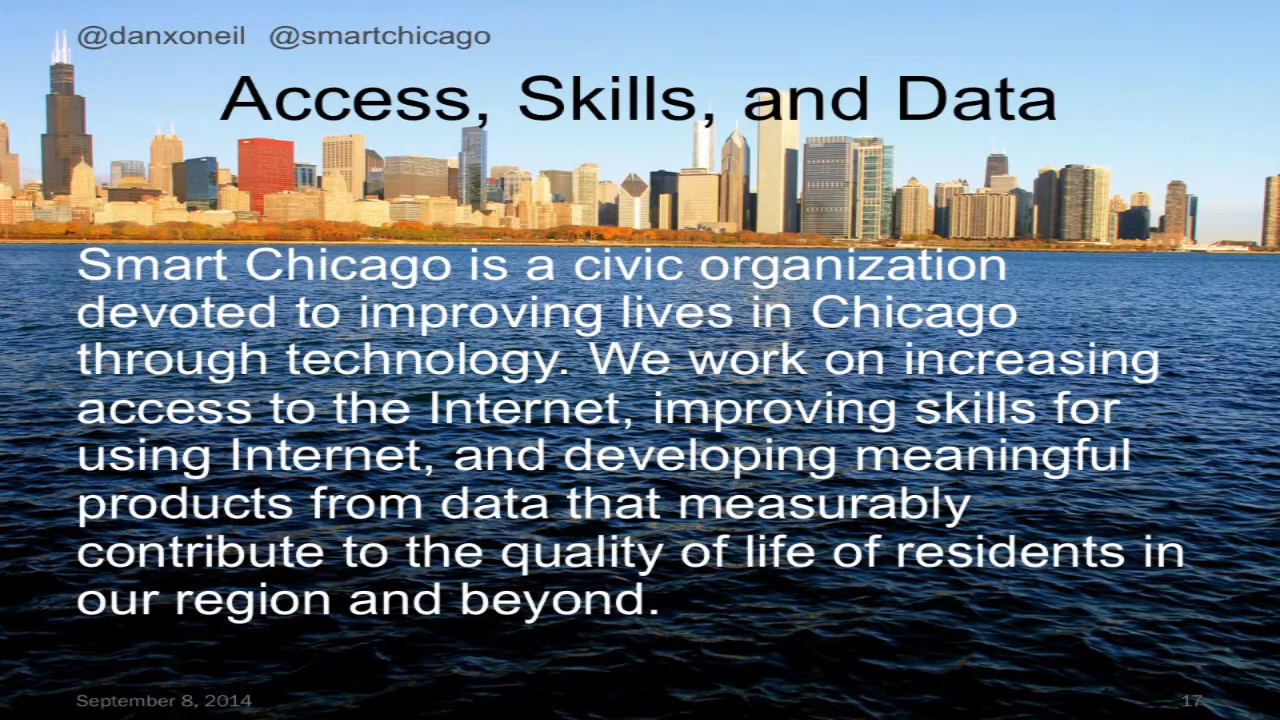 @danxoneil @smartchicago
Access, Skills, and Data
Smart Chicago is a civic organization
devoted to improving lives in Chicago
through technology. We work on increasing
access to the Internet, improving skills for
using Internet, and developing meaningful
products from data that measurably
contribute to the quality of life of residents in
our region and beyond.
September 8, 2014
17